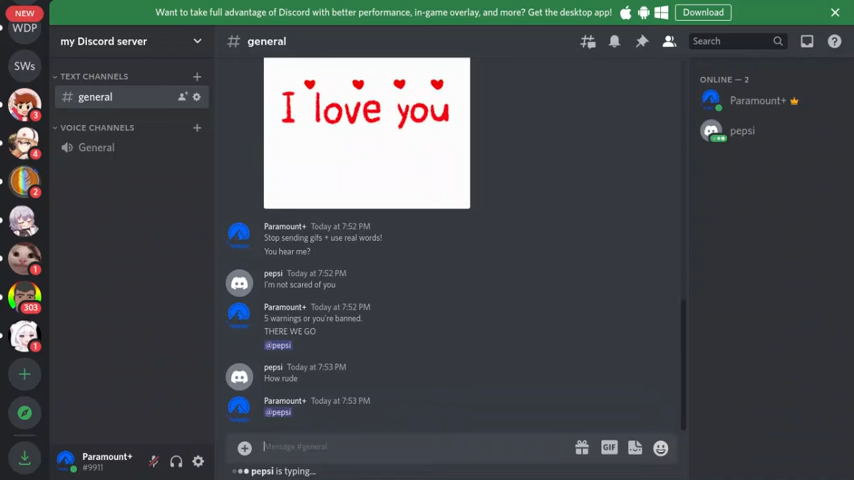 NEW
Want to take full advantage of Discord with better performance, in-game overlay, and more? Get the desktop app!
Download
WDP
SWs
3
4
2
1
303
1
my Discord server
TEXT CHANNELS
general
VOICE CHANNELS
General
Paramount+
#9911
# general
Search
I love you
Paramount+ Today at 7:52 PM
Stop sending gifs + use real words!
You hear me?
pepsi Today at 7:52 PM
I'm not scared of you
Paramount+ Today at 7:52 PM
5 warnings or you're banned.
THERE WE GO
@pepsi
pepsi Today at 7:53 PM
How rude
Paramount+ Today at 7:53 PM
@pepsi
Message #general
GIF
pepsi is typing...
ONLINE — 2
Paramount+
pepsi